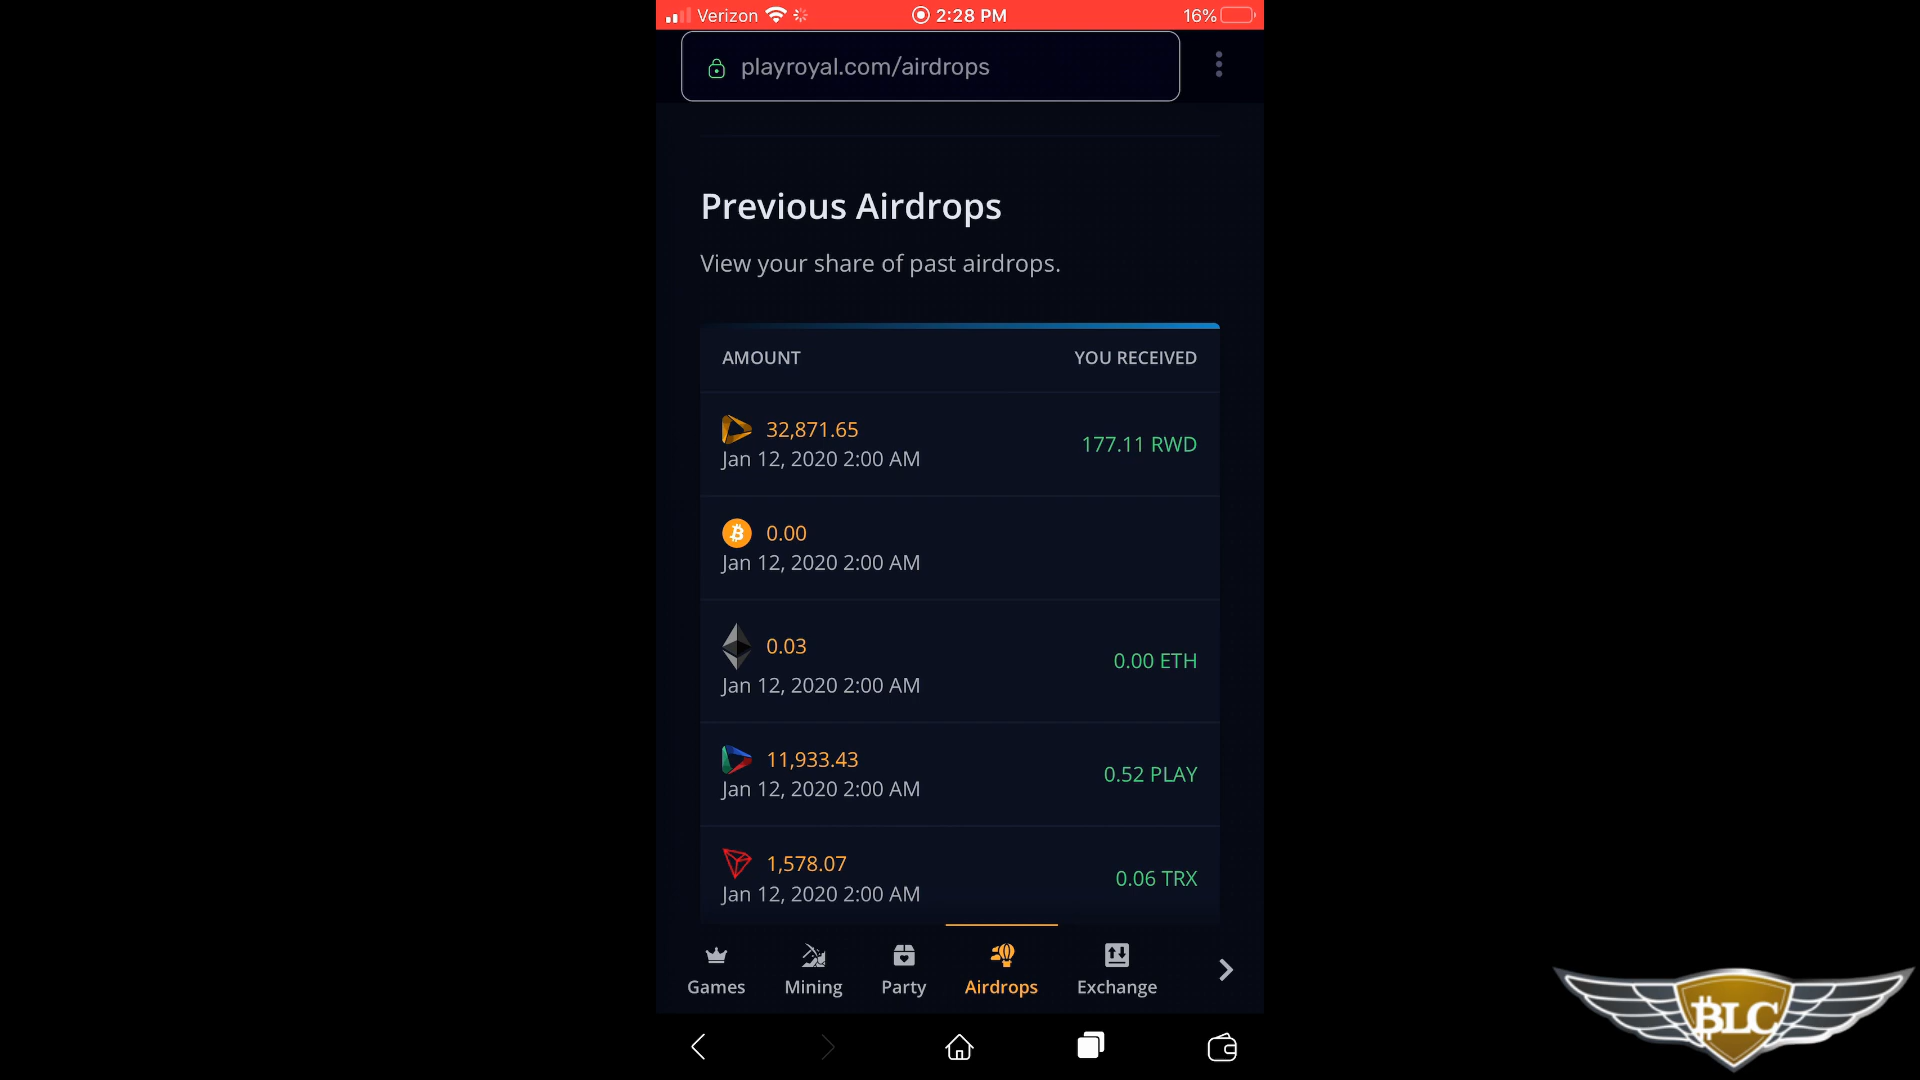 Verizon 2:28 PM 16%
playroyal.com/airdrops
Previous Airdrops
View your share of past airdrops.
AMOUNT YOU RECEIVED
32,871.65
Jan 12, 2020 2:00 AM
177.11 RWD
0.00
Jan 12, 2020 2:00 AM
0.03
Jan 12, 2020 2:00 AM
0.00 ETH
11,933.43
Jan 12, 2020 2:00 AM
0.52 PLAY
1,578.07
Jan 12, 2020 2:00 AM
0.06 TRX
Games Mining Party Airdrops Exchange
BLC